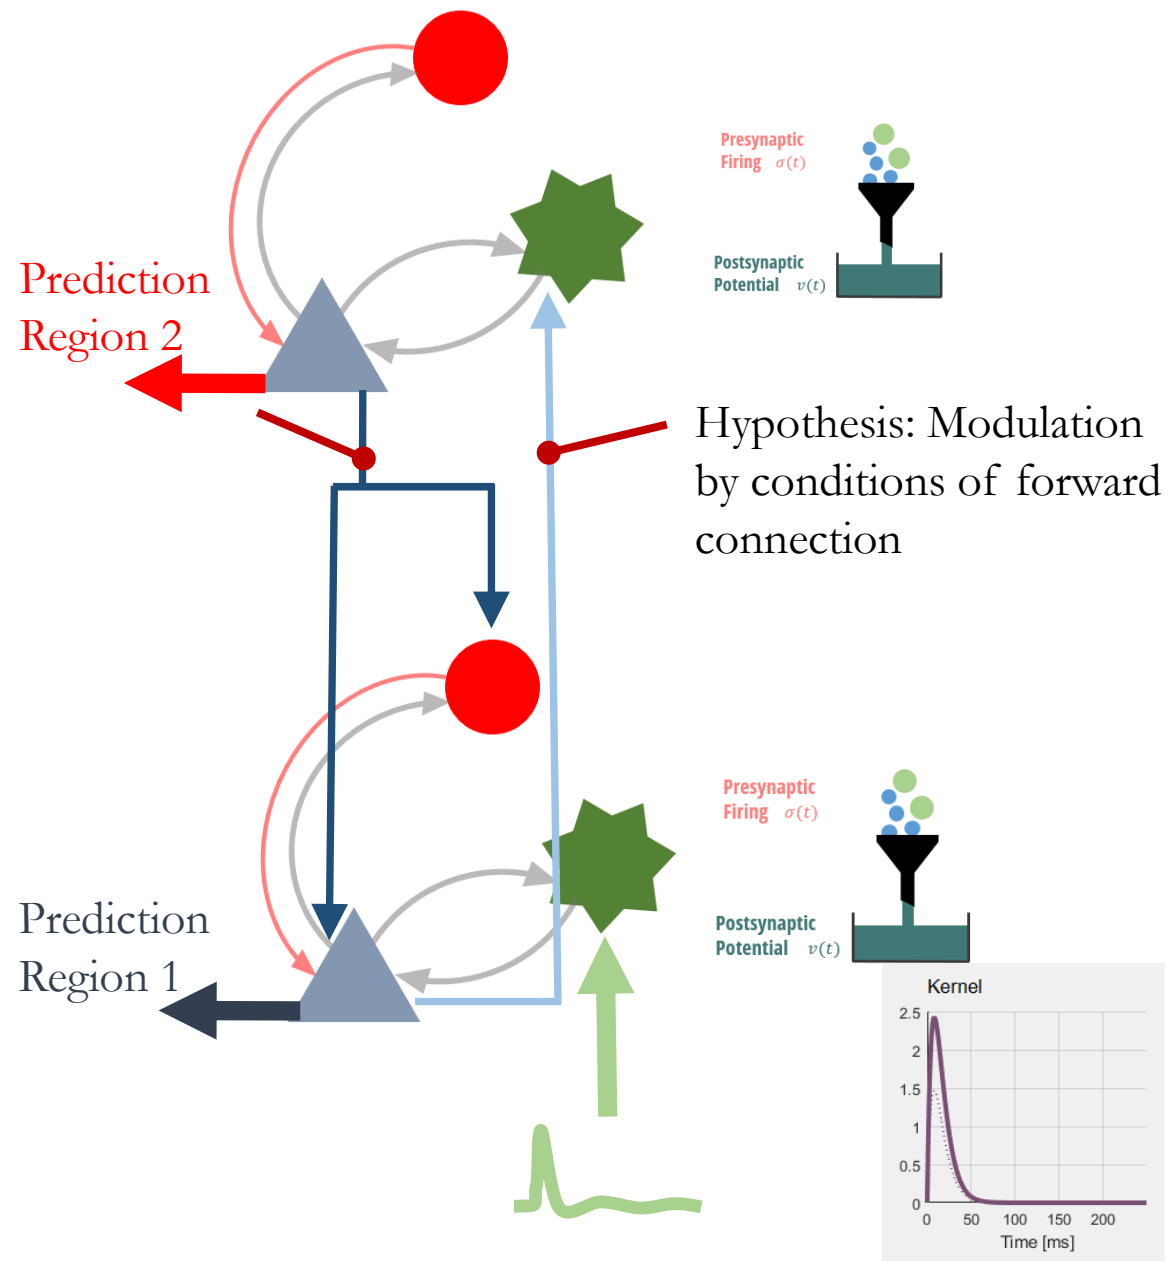 Presynaptic
Firing σ(t)
Postsynaptic
Potential v(t)
Prediction
Region 2
Hypothesis: Modulation
by conditions of forward
connection
Presynaptic
Firing σ(t)
Postsynaptic
Potential v(t)
Prediction
Region 1
Kernel
2.5
2
1.5
1
0.5
0
0 50 100 150 200
Time [ms]